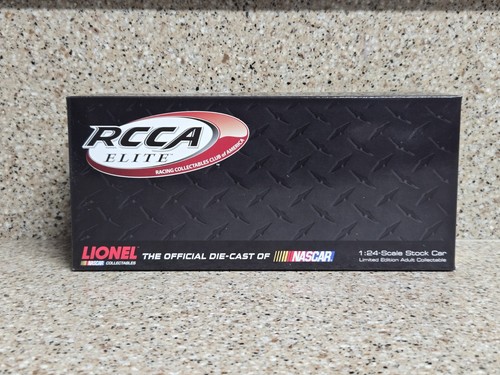 RCCA
ELITE
RACING COLLECTABLES CLUB OF AMERICA
LIONEL
NASCAR COLLECTABLES
THE OFFICIAL DIE-CAST OF NASCAR
1:24-Scale Stock Car
Limited Edition Adult Collectable